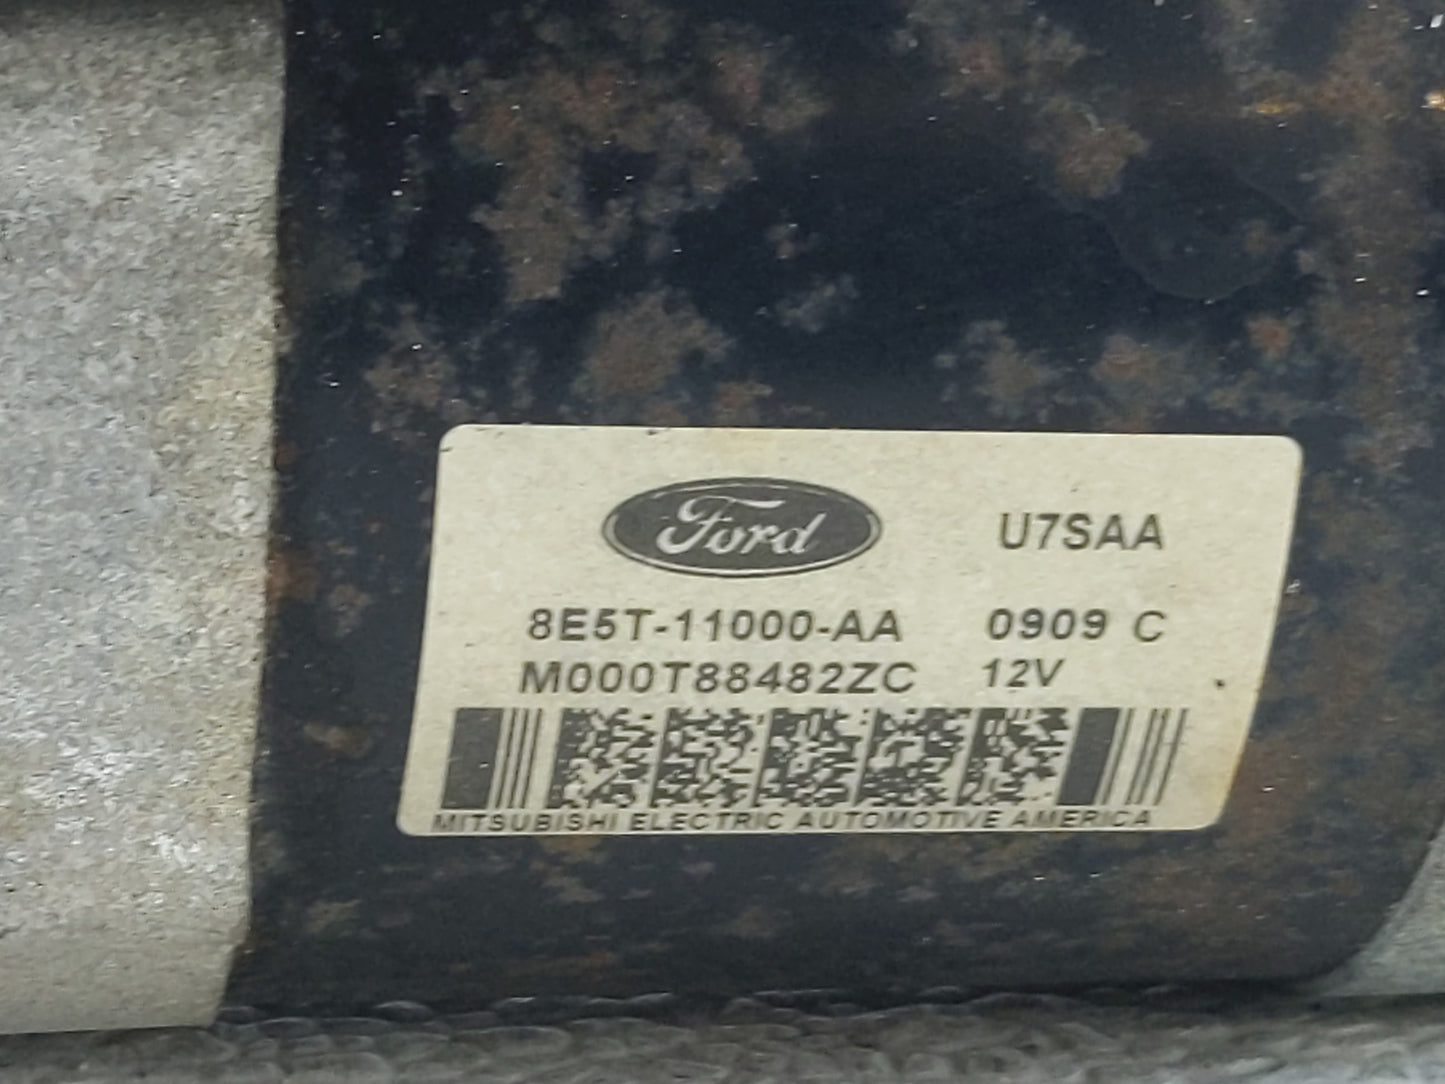 Ford U7SAA
8E5T-11000-AA 0909 C
M000T88482ZC 12V
MITSUBISHI ELECTRIC AUTOMOTIVE AMERICA